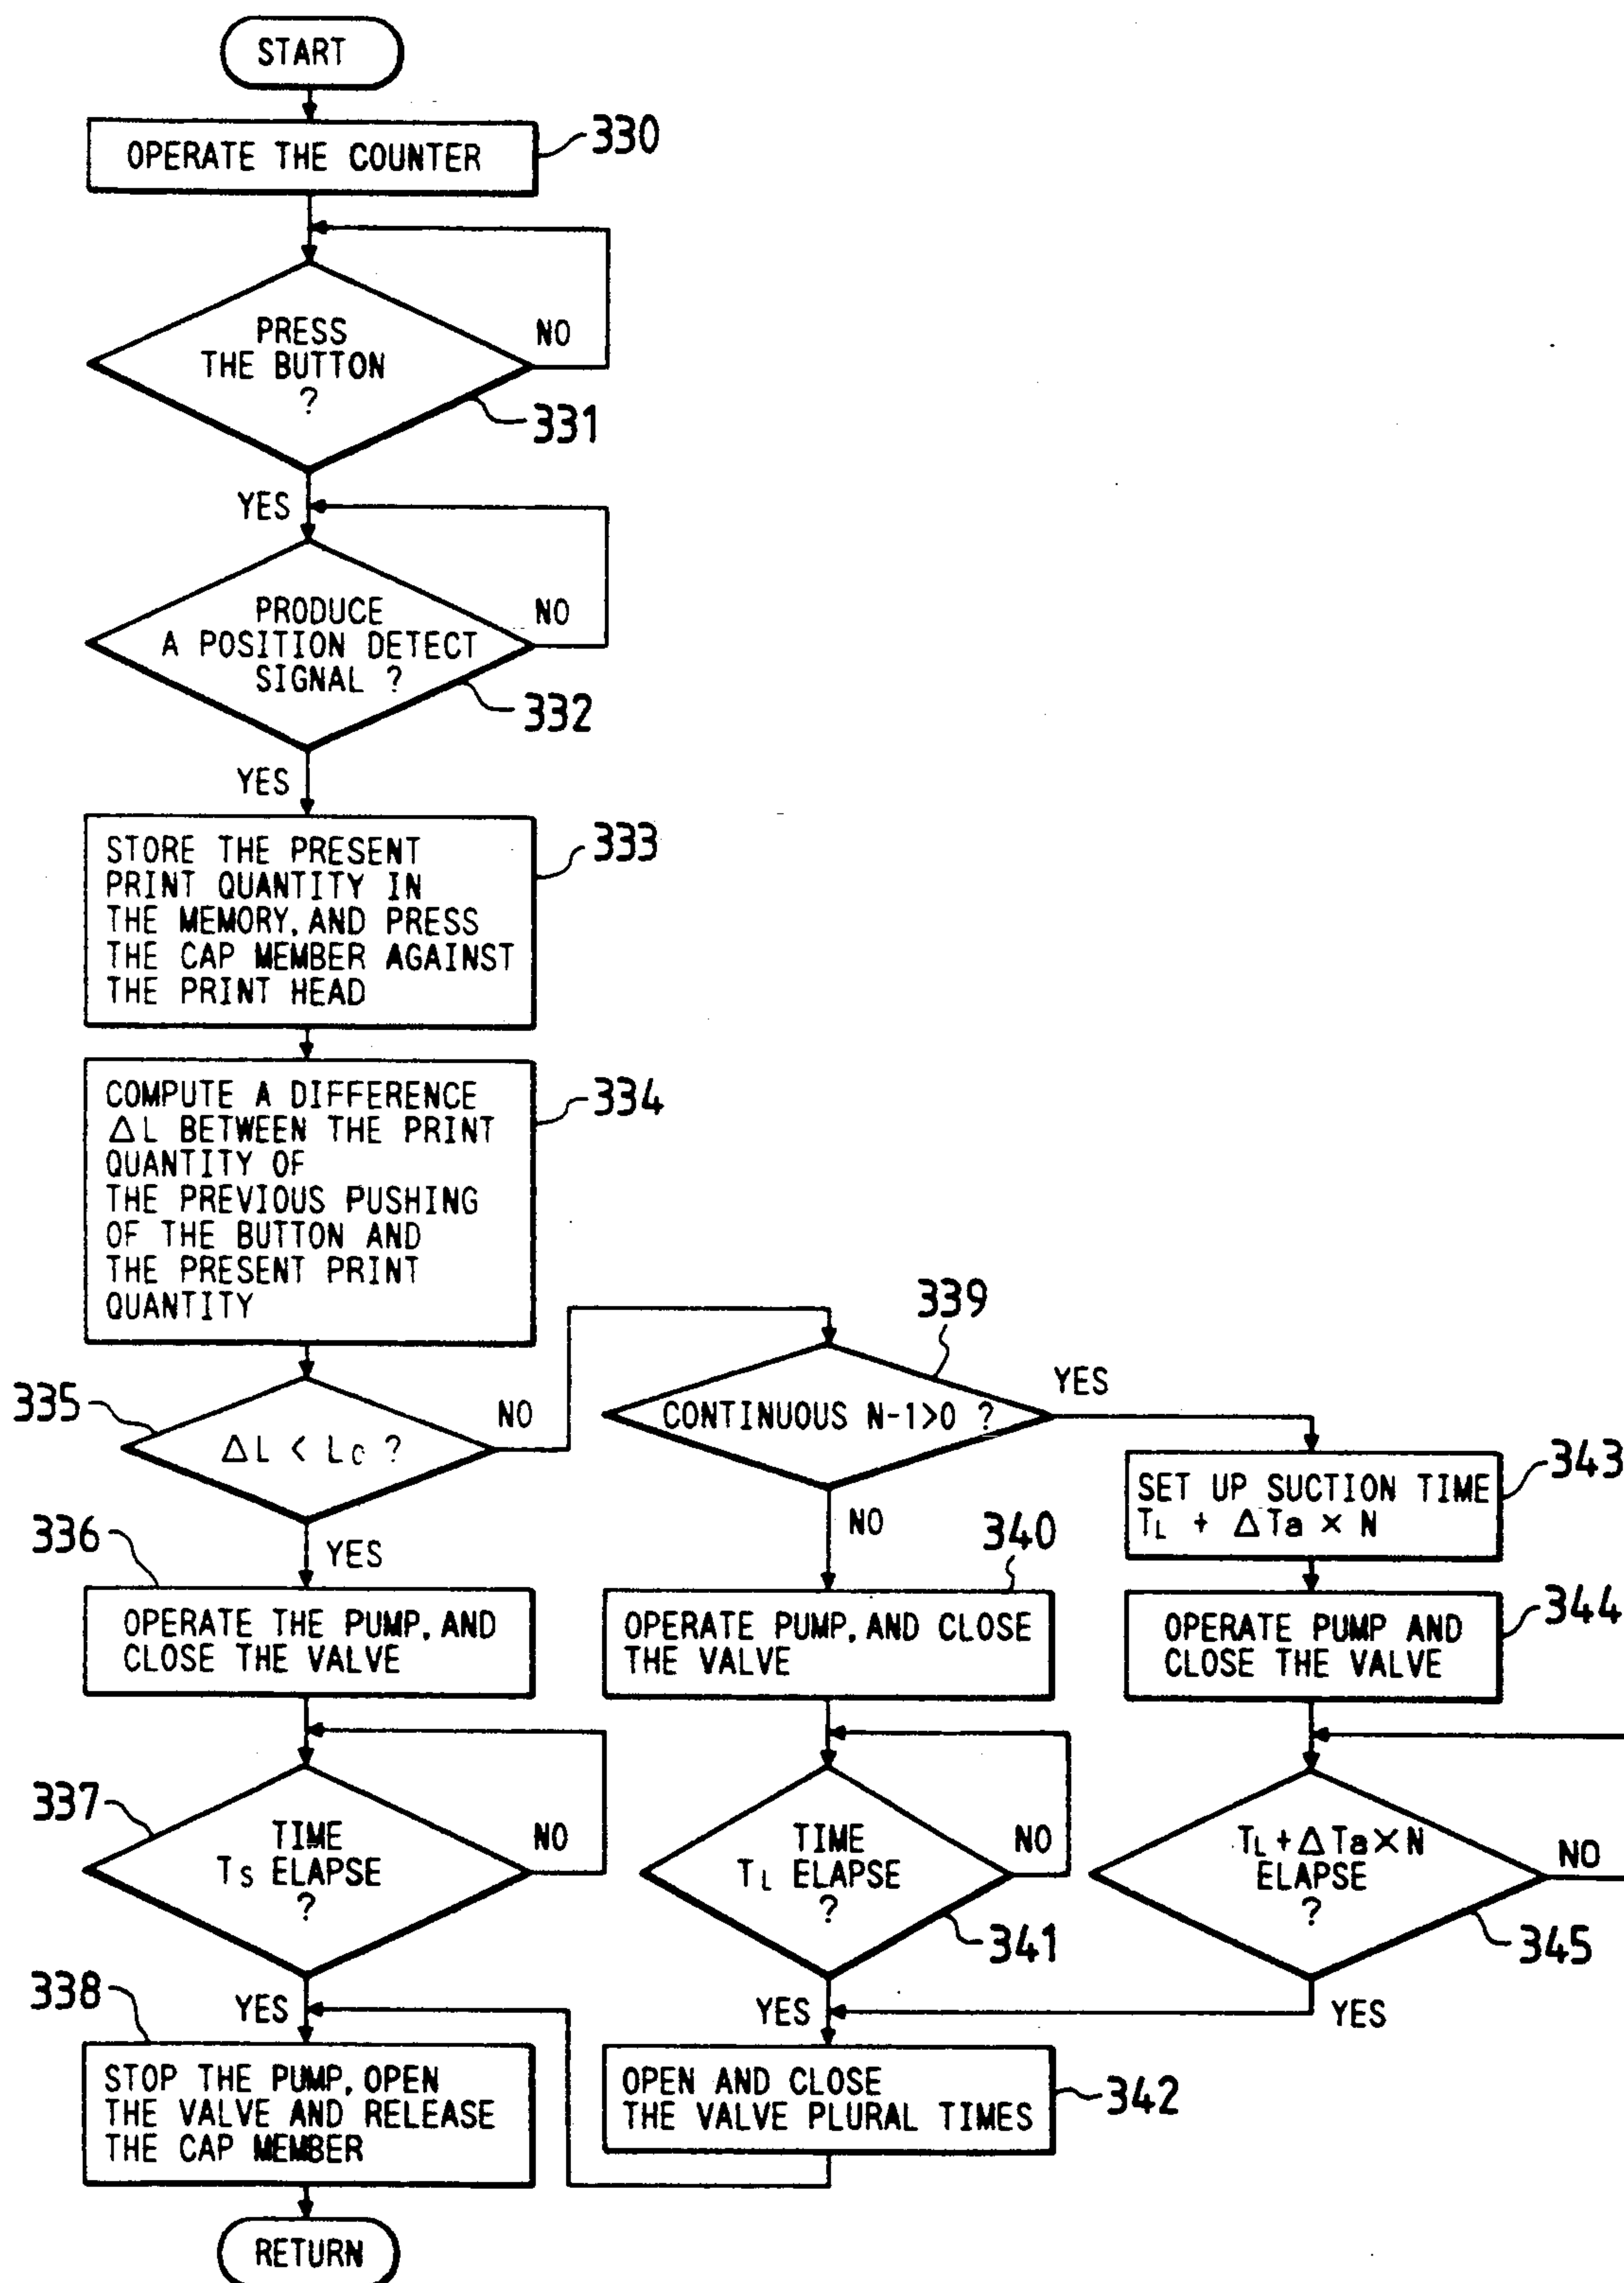 START
OPERATE THE COUNTER
330
PRESS
THE BUTTON
?
NO
331
YES
PRODUCE
A POSITION DETECT
SIGNAL ?
NO
332
YES
STORE THE PRESENT
PRINT QUANTITY IN
THE MEMORY, AND PRESS
THE CAP MEMBER AGAINST
THE PRINT HEAD
333
COMPUTE A DIFFERENCE
ΔL BETWEEN THE PRINT
QUANTITY OF
THE PREVIOUS PUSHING
OF THE BUTTON AND
THE PRESENT PRINT
QUANTITY
334
335
ΔL < Lc ?
NO
YES
336
OPERATE THE PUMP, AND
CLOSE THE VALVE
337
TIME
Ts ELAPSE
?
NO
YES
338
STOP THE PUMP, OPEN
THE VALVE AND RELEASE
THE CAP MEMBER
RETURN
339
CONTINUOUS N-1>0 ?
YES
NO
340
OPERATE PUMP, AND CLOSE
THE VALVE
TIME
TL ELAPSE
?
NO
341
YES
OPEN AND CLOSE
THE VALVE PLURAL TIMES
342
343
SET UP SUCTION TIME
TL + ΔTa × N
344
OPERATE PUMP AND
CLOSE THE VALVE
TL + ΔTa × N
ELAPSE
?
NO
345
YES